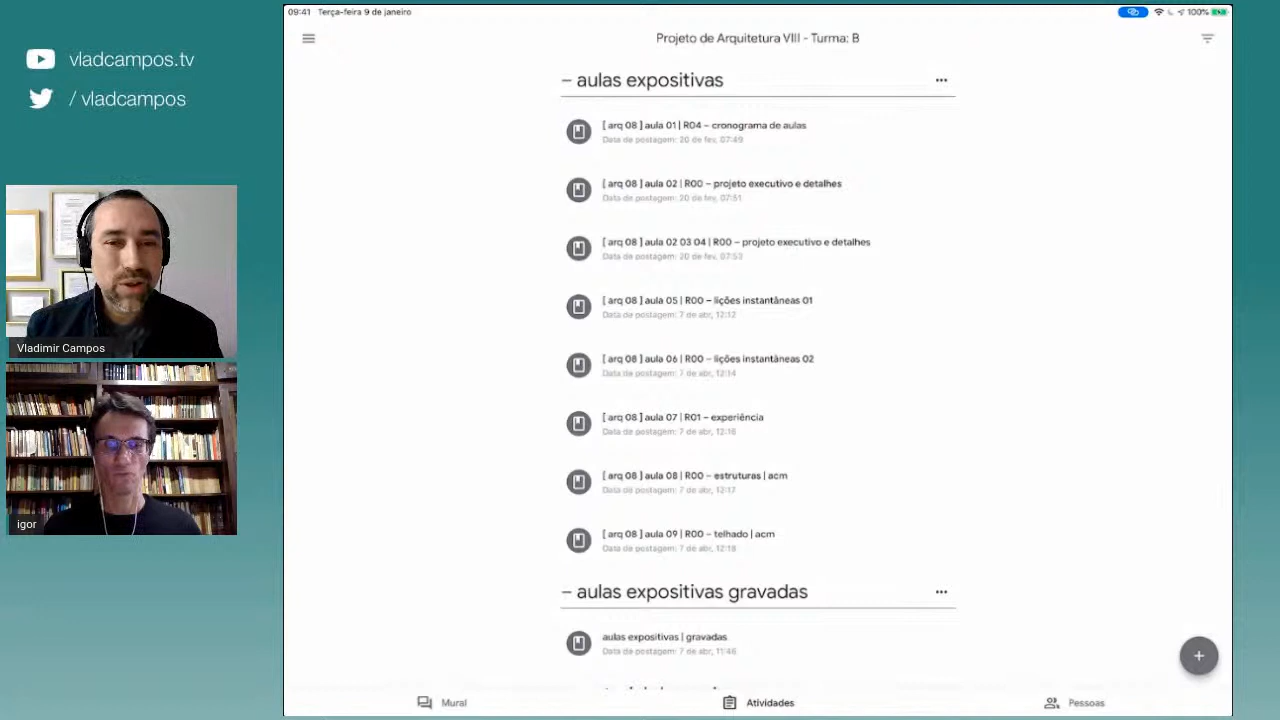 vladcampos.tv
/ vladcampos
Vladimir Campos
igor
09:41 Terça-feira 9 de janeiro
100%
Projeto de Arquitetura VIII - Turma: B
– aulas expositivas
[ arq 08 ] aula 01 | R04 – cronograma de aulas
Data de postagem: 20 de fev, 07:49
[ arq 08 ] aula 02 | R00 – projeto executivo e detalhes
Data de postagem: 20 de fev, 07:51
[ arq 08 ] aula 02 03 04 | R00 – projeto executivo e detalhes
Data de postagem: 20 de fev, 07:53
[ arq 08 ] aula 05 | R00 – lições instantâneas 01
Data de postagem: 7 de abr, 12:12
[ arq 08 ] aula 06 | R00 – lições instantâneas 02
Data de postagem: 7 de abr, 12:14
[ arq 08 ] aula 07 | R01 – experiência
Data de postagem: 7 de abr, 12:16
[ arq 08 ] aula 08 | R00 – estruturas | acm
Data de postagem: 7 de abr, 12:17
[ arq 08 ] aula 09 | R00 – telhado | acm
Data de postagem: 7 de abr, 12:18
– aulas expositivas gravadas
aulas expositivas | gravadas
Data de postagem: 7 de abr, 11:46
Mural
Atividades
Pessoas